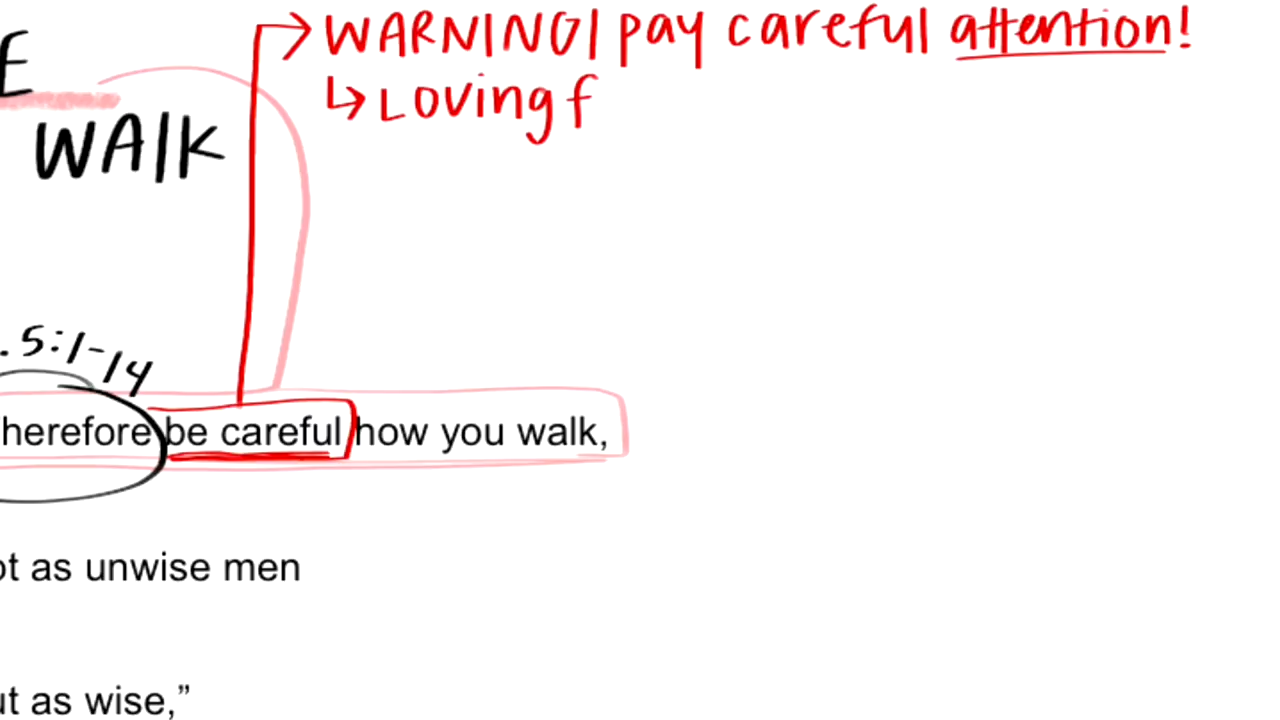 WARNING! pay careful attention!
E
↳ Loving f
WALK
. 5:1-14
herefore be careful how you walk,
ot as unwise men
ut as wise,”